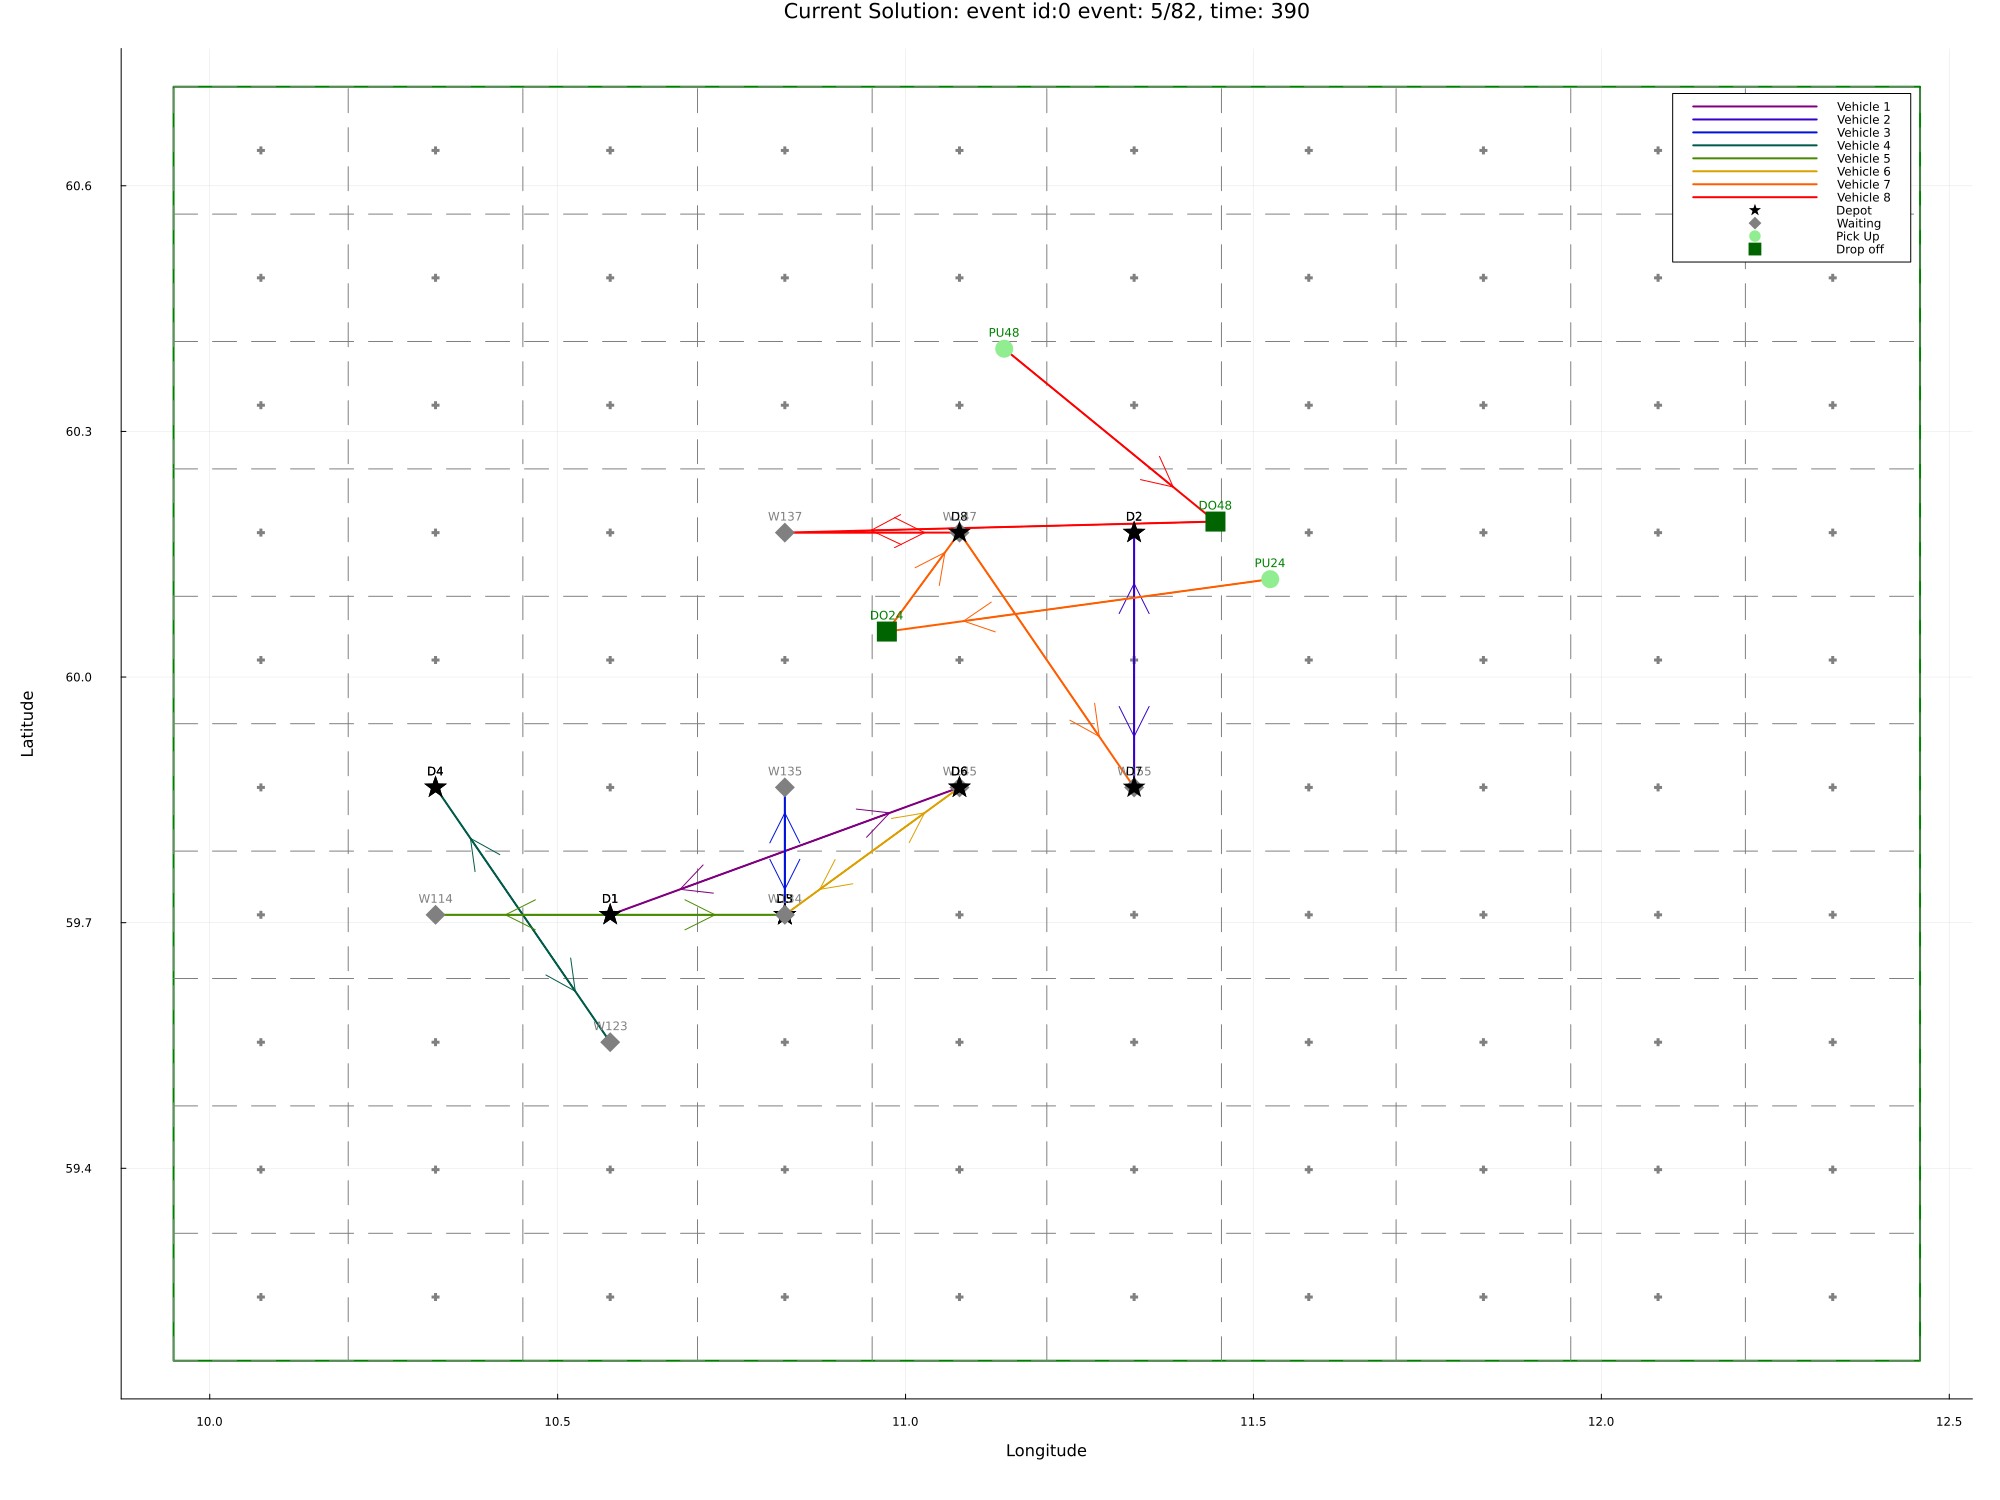 Current Solution: event id:0 event: 5/82, time: 390
Vehicle 1
Vehicle 2
Vehicle 3
Vehicle 4
Vehicle 5
Vehicle 6
Vehicle 7
Vehicle 8
Depot
Waiting
Pick Up
Drop off
60.6
60.3
60.0
59.7
59.4
Latitude
PU48
DO48
W137
D8
D2
PU24
DO24
D4
W135
D6
D7
W114
D1
W123
10.0
10.5
11.0
11.5
12.0
12.5
Longitude